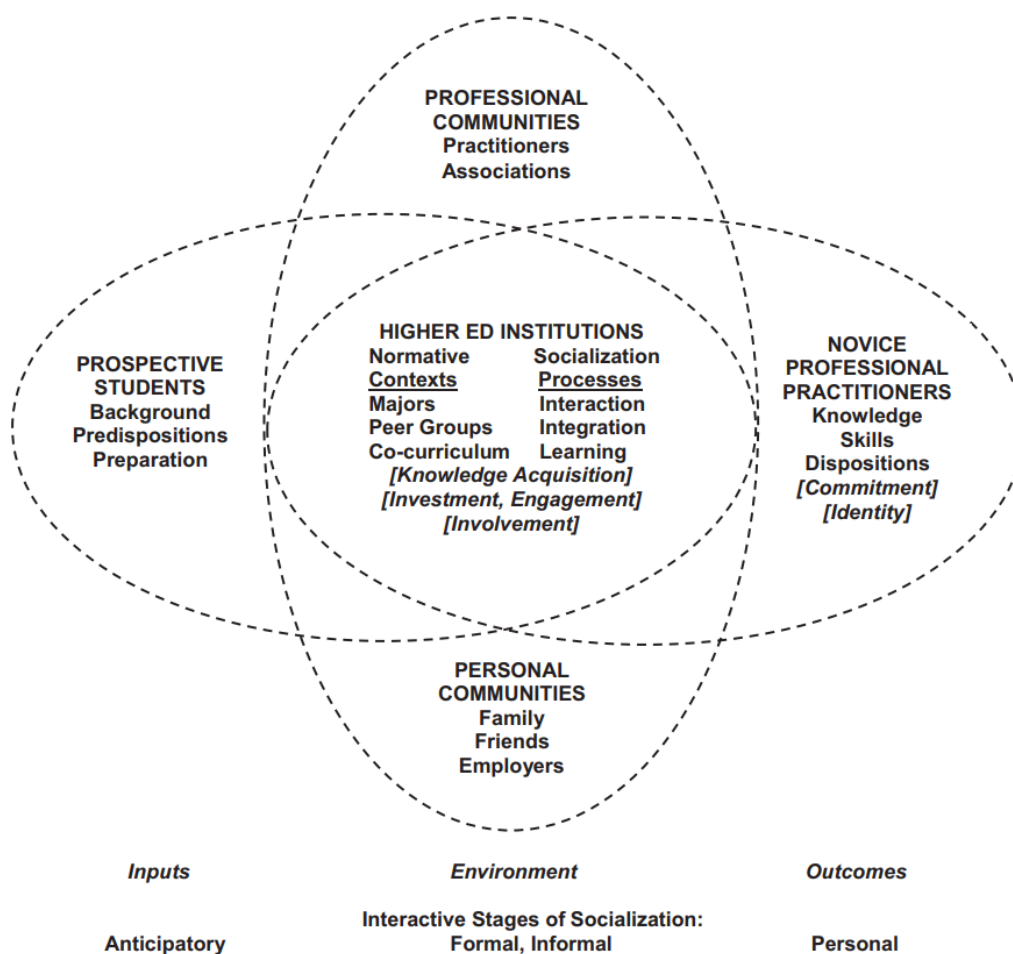 PROFESSIONAL
COMMUNITIES
Practitioners
Associations
PROSPECTIVE
STUDENTS
Background
Predispositions
Preparation
HIGHER ED INSTITUTIONS
Normative Socialization
Contexts Processes
Majors Interaction
Peer Groups Integration
Co-curriculum Learning
[Knowledge Acquisition]
[Investment, Engagement]
[Involvement]
NOVICE
PROFESSIONAL
PRACTITIONERS
Knowledge
Skills
Dispositions
[Commitment]
[Identity]
PERSONAL
COMMUNITIES
Family
Friends
Employers
Inputs Environment Outcomes
Interactive Stages of Socialization:
Anticipatory Formal, Informal Personal